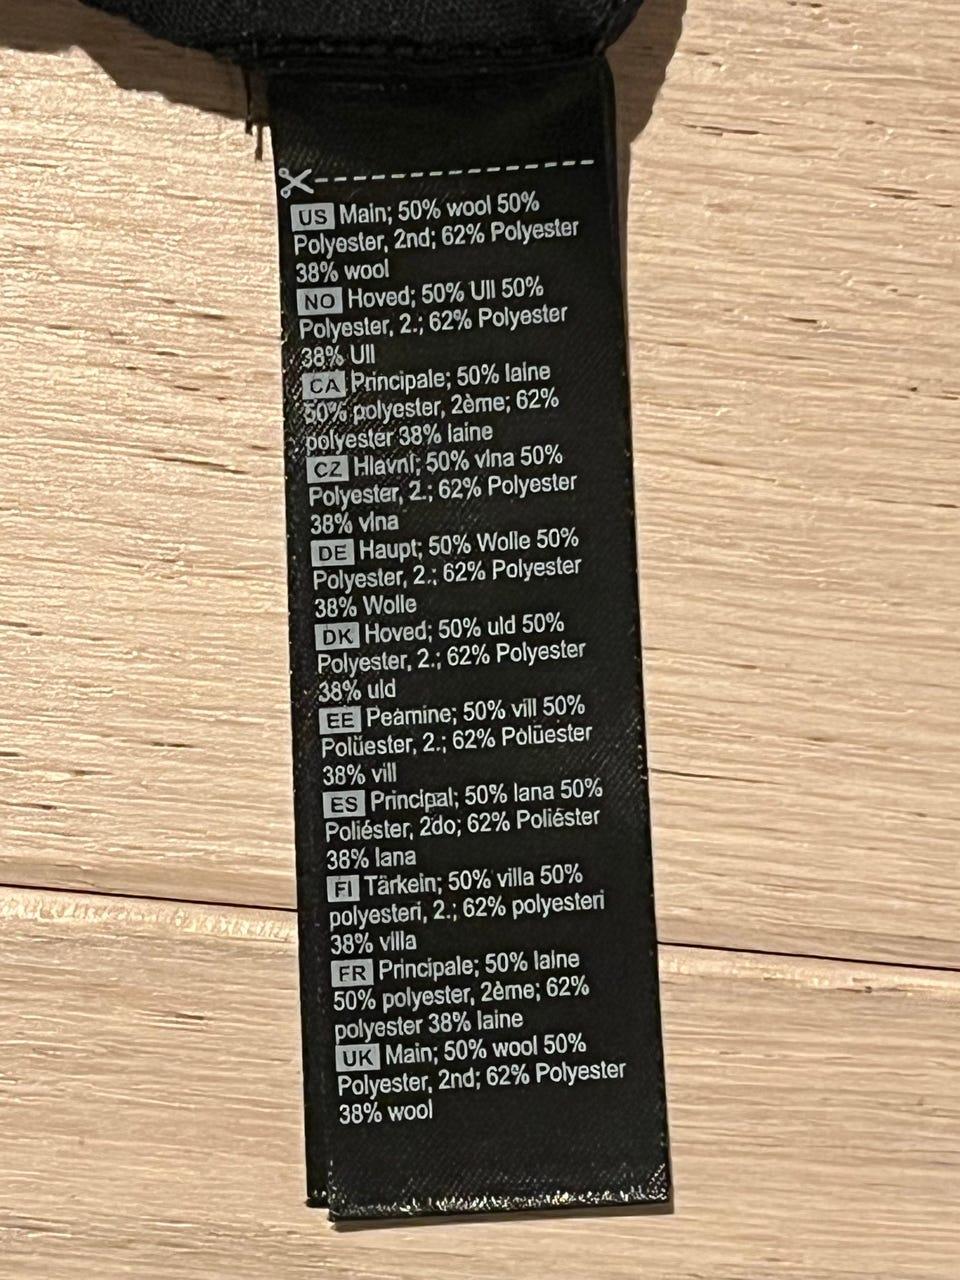 US Main; 50% wool 50%
Polyester, 2nd; 62% Polyester
38% wool
NO Hoved; 50% Ull 50%
Polyester, 2.; 62% Polyester
38% Ull
CA Principale; 50% laine
50% polyester, 2ème; 62%
polyester 38% laine
CZ Hlavní; 50% vlna 50%
Polyester, 2.; 62% Polyester
38% vlna
DE Haupt; 50% Wolle 50%
Polyester, 2.; 62% Polyester
38% Wolle
DK Hoved; 50% uld 50%
Polyester, 2.; 62% Polyester
38% uld
EE Peamine; 50% vill 50%
Polüester, 2.; 62% Polüester
38% vill
ES Principal; 50% lana 50%
Poliéster, 2do; 62% Poliéster
38% lana
FI Tärkein; 50% villa 50%
polyesteri, 2.; 62% polyesteri
38% villa
FR Principale; 50% laine
50% polyester, 2ème; 62%
polyester 38% laine
UK Main; 50% wool 50%
Polyester, 2nd; 62% Polyester
38% wool